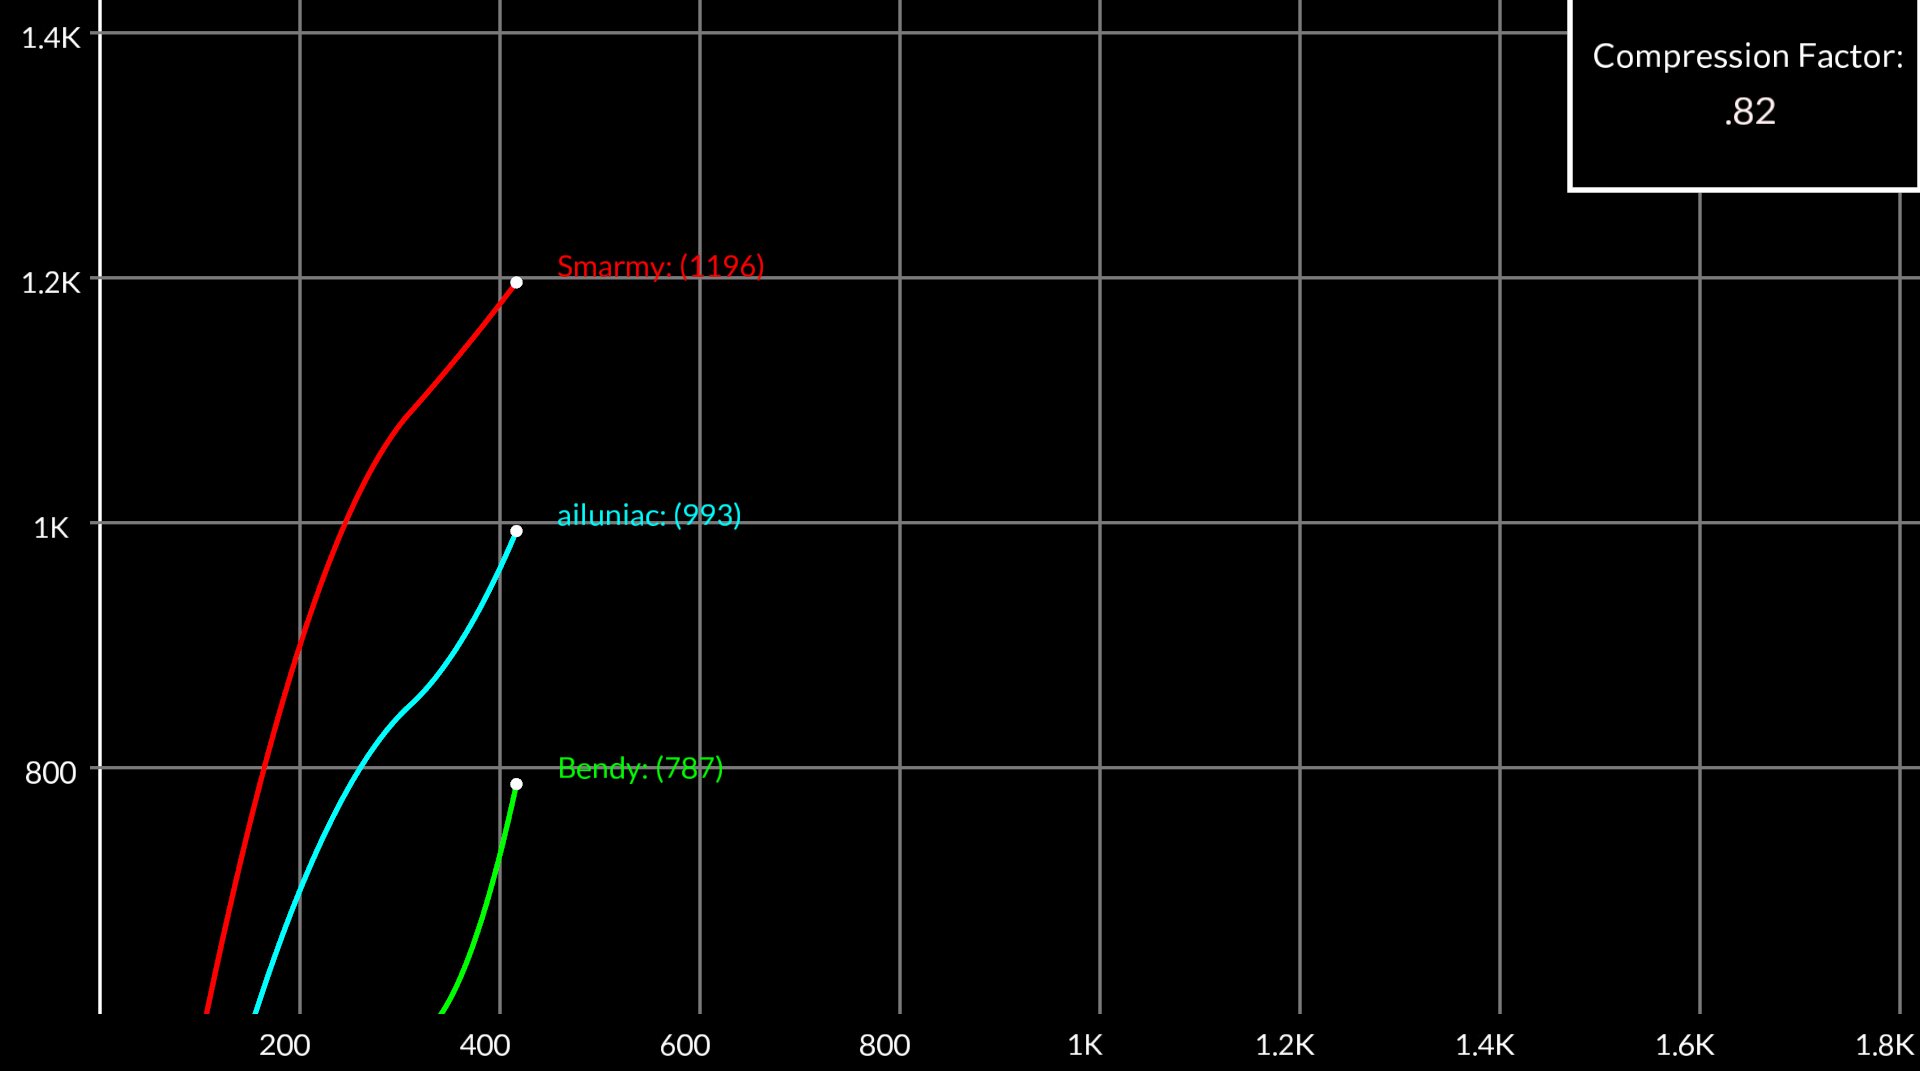 1.4K
Compression Factor:
.82
Smarmy: (1196)
1.2K
ailuniac: (993)
1K
Bendy: (787)
800
200 400 600 800 1K 1.2K 1.4K 1.6K 1.8K